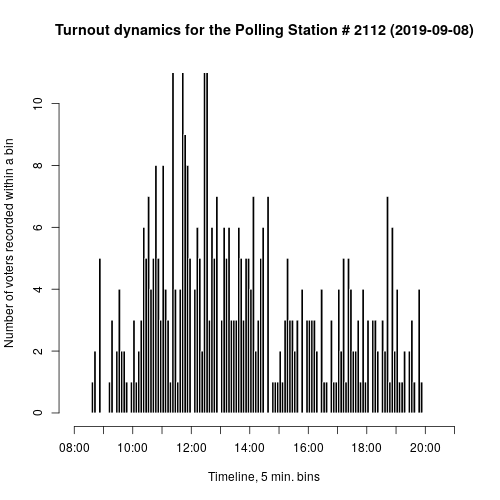 Turnout dynamics for the Polling Station # 2112 (2019-09-08)
Number of voters recorded within a bin
10
8
6
4
2
0
08:00 10:00 12:00 14:00 16:00 18:00 20:00
Timeline, 5 min. bins